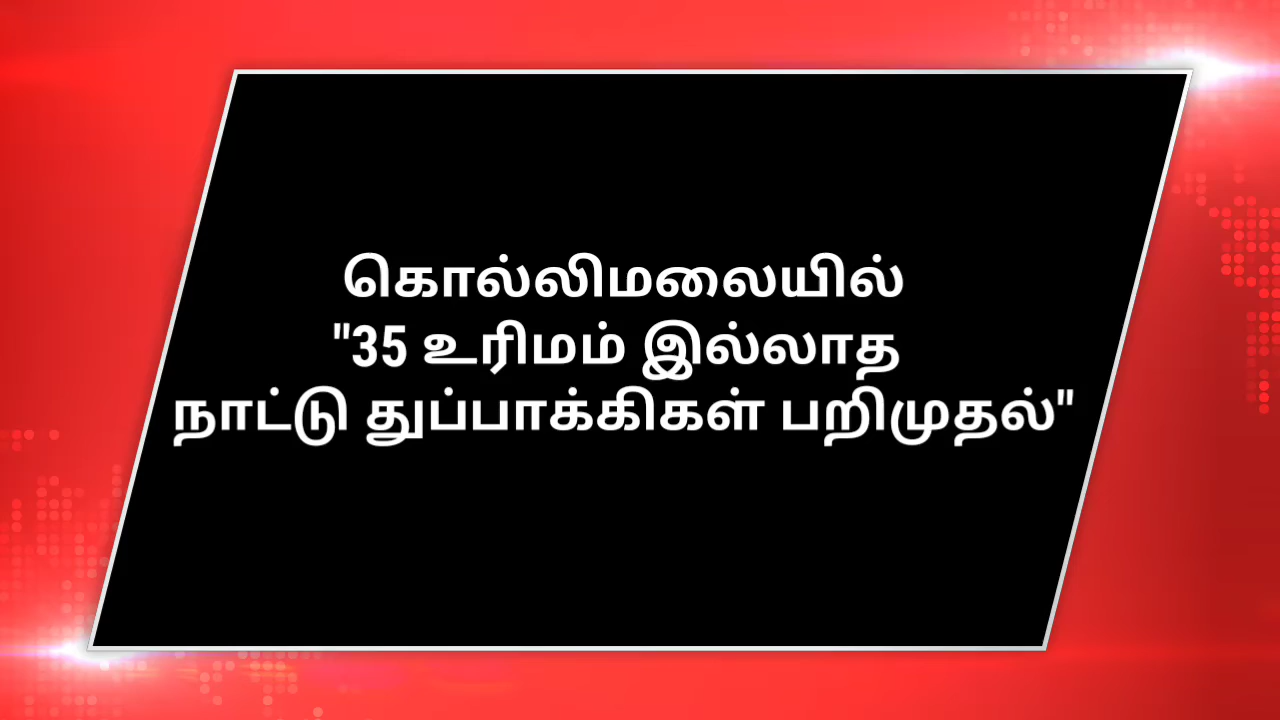 கொல்லிமலையில்
"35 உரிமம் இல்லாத
நாட்டு துப்பாக்கிகள் பறிமுதல்"